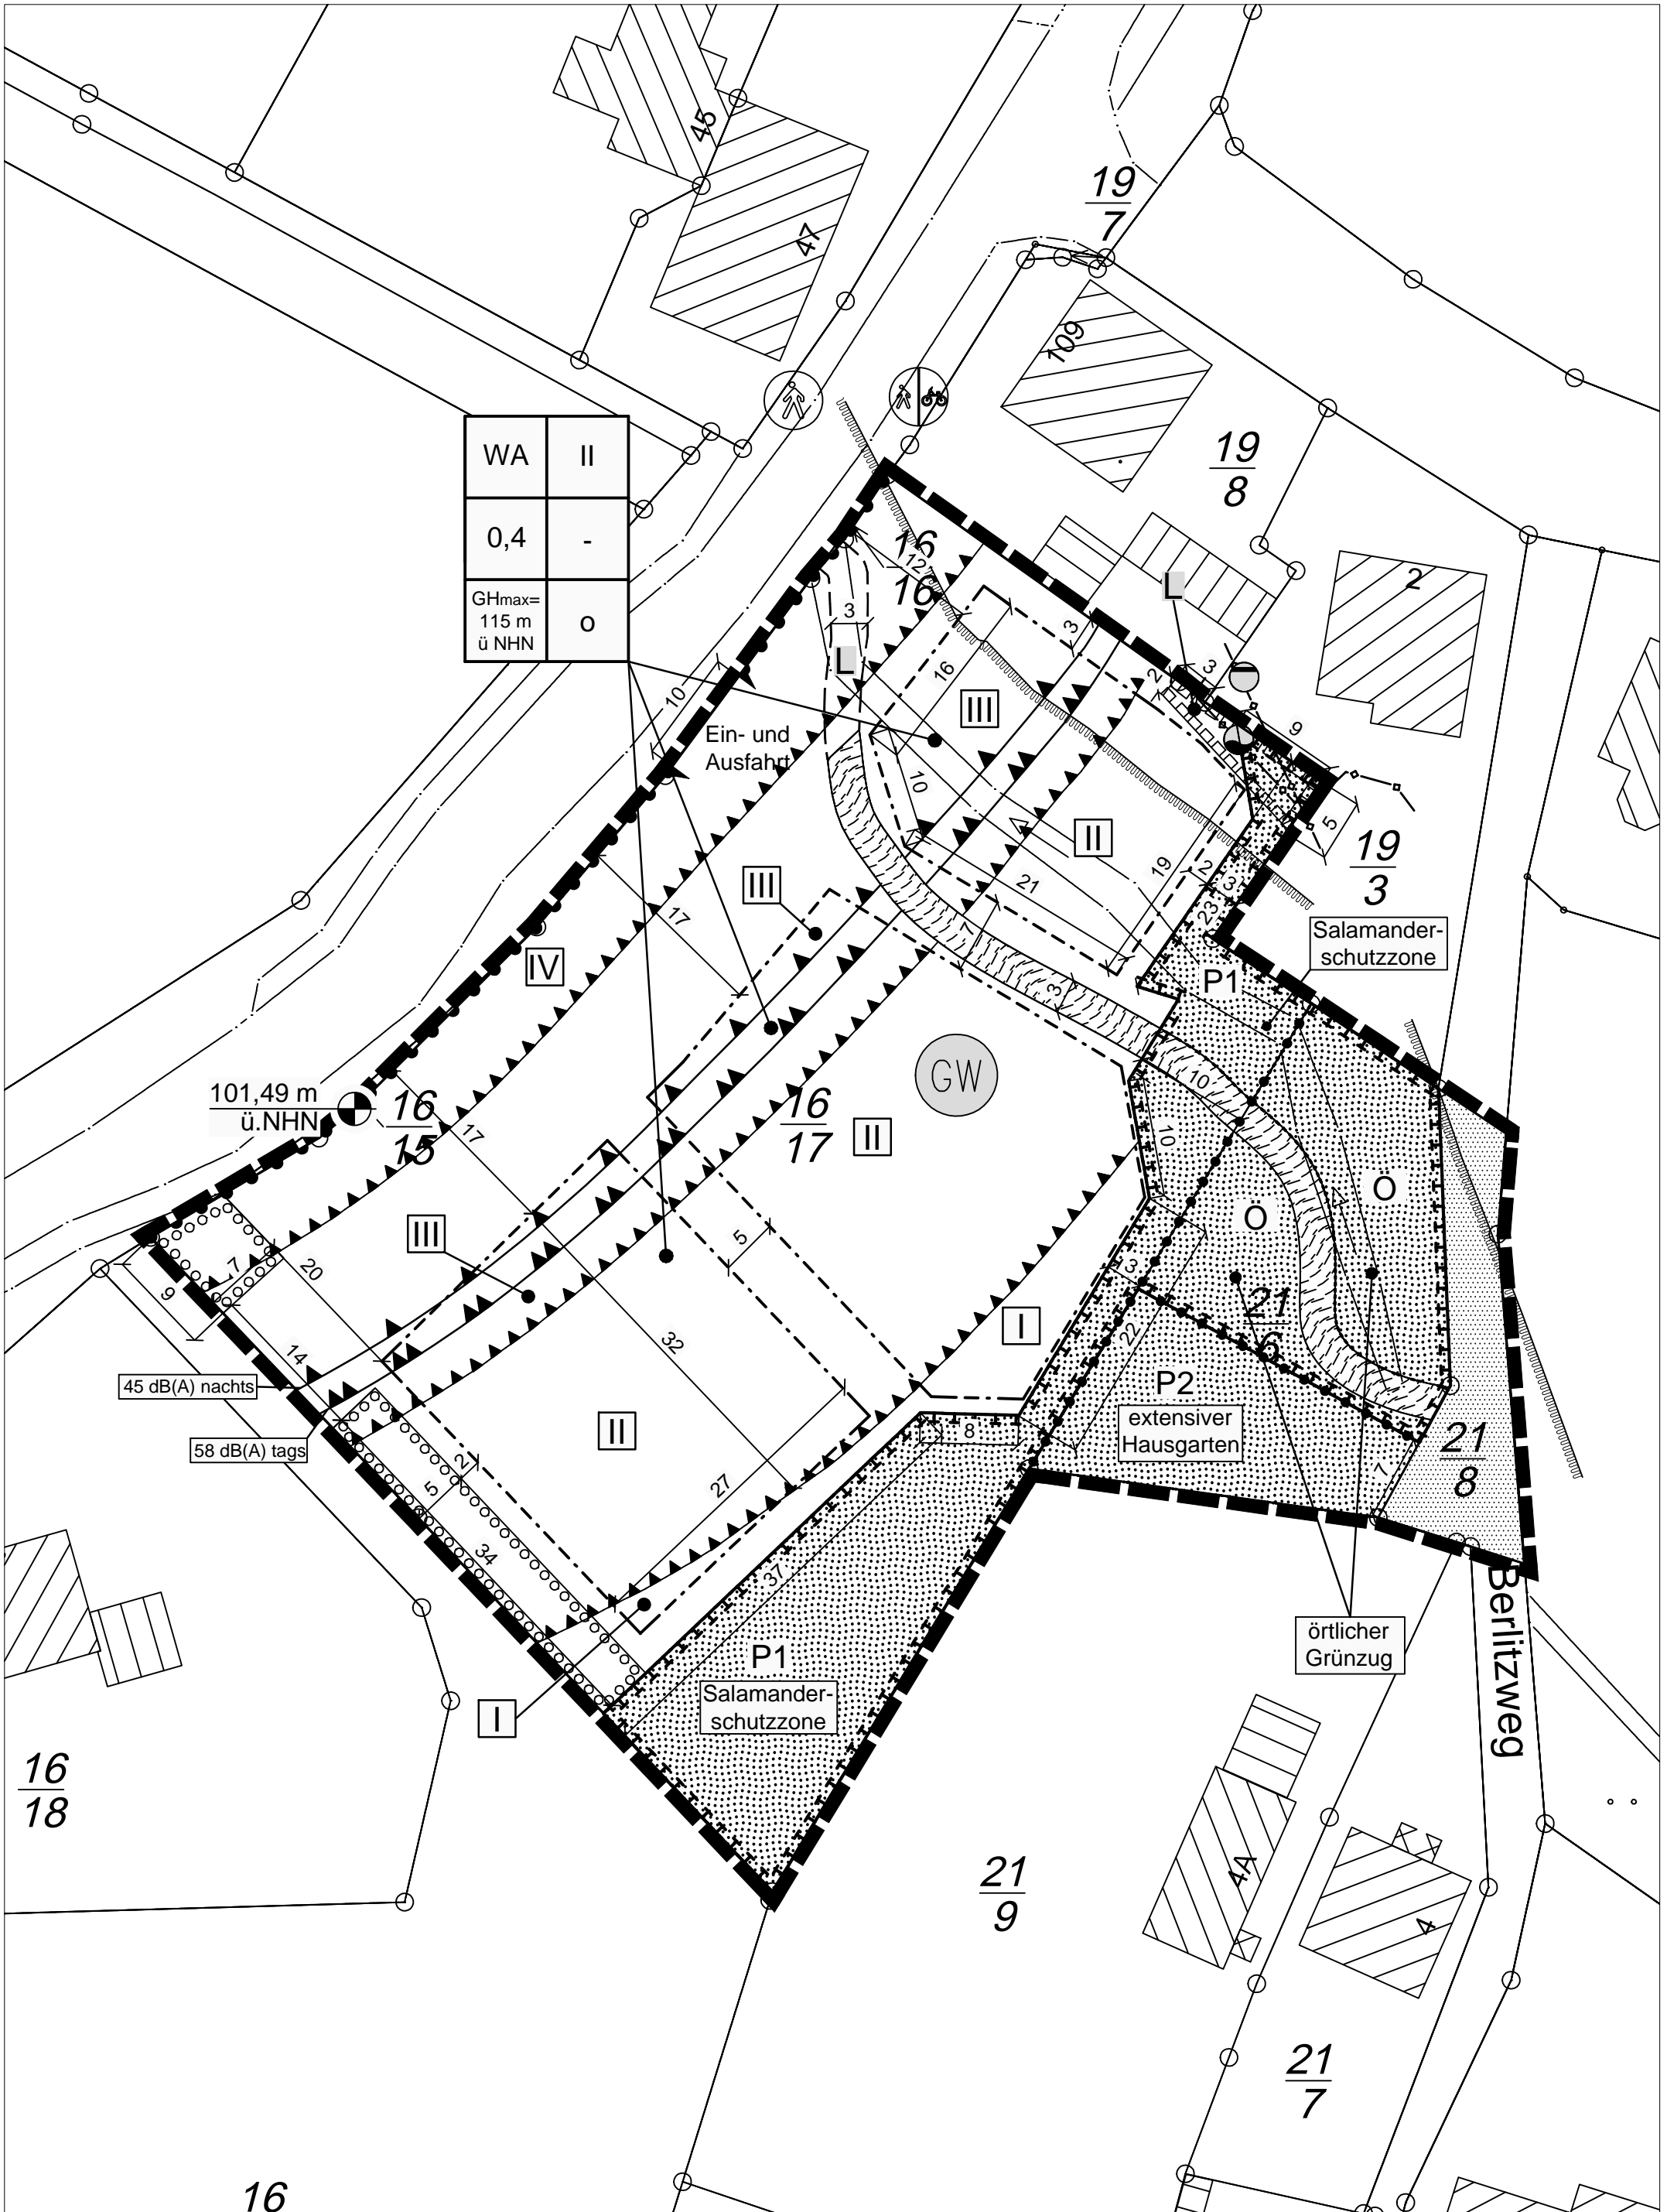 45
47
19
7
109
WA II
0,4 -
GHmax=
115 m
ü NHN
o
19
8
2
16
16
12
3
L
L
3
16
III
2
3
9
10
Ein- und
Ausfahrt
10
5
II
19
3
19
21
2
3
23
III
17
Salamander-
schutzzone
P1
IV
3
GW
10
101,49 m
ü.NHN
16
15
17
16
17
II
10
Ö
Ö
III
5
7
20
9
13
21
6
I
22
32
14
45 dB(A) nachts
P2
extensiver
Hausgarten
58 dB(A) tags
II
8
21
8
7
27
2
5
34
37
Berlitzweg
örtlicher
Grünzug
P1
Salamander-
schutzzone
I
16
18
21
9
4A
4
21
7
16